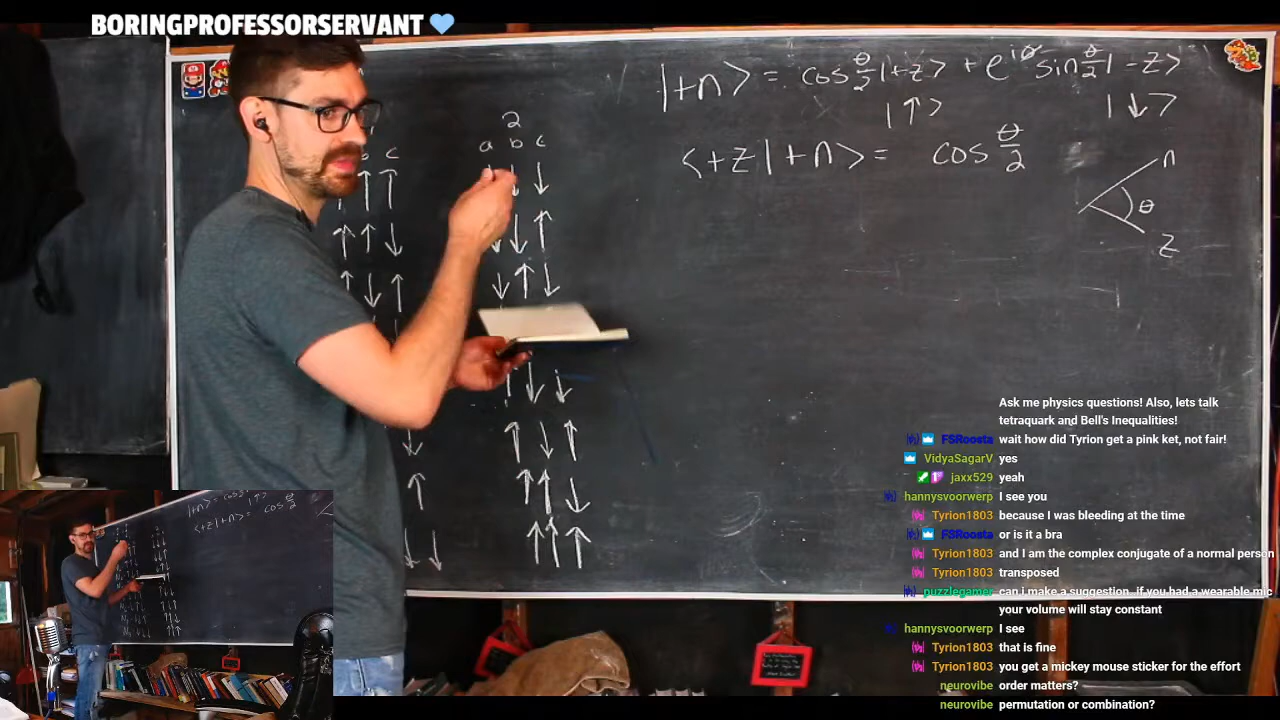 BORINGPROFESSORSERVANT 💙
|+n> = cos θ/2 |+z> + e^iø sin θ/2 |-z>
|↑> |↓>
<+z|+n> = cos θ/2
n
θ
z
c
↑ ↑
↑ ↑ ↓
↑ ↓ ↑
↓
↑
↓ ↓
2
a b c
↓ ↓
↓ ↓ ↑
↓ ↑ ↓
↑ ↓ ↓
↑ ↓ ↑
↑ ↑ ↓
↑ ↑ ↑
Ask me physics questions! Also, lets talk
tetraquark and Bell's Inequalities!
FSRoosta wait how did Tyrion get a pink ket, not fair!
VidyaSagarV yes
jaxx529 yeah
hannysvoorwerp I see you
Tyrion1803 because I was bleeding at the time
FSRoosta or is it a bra
Tyrion1803 and I am the complex conjugate of a normal person
Tyrion1803 transposed
puzzlegamer can i make a suggestion, if you had a wearable mic
your volume will stay constant
hannysvoorwerp I see
Tyrion1803 that is fine
Tyrion1803 you get a mickey mouse sticker for the effort
neurovibe order matters?
neurovibe permutation or combination?